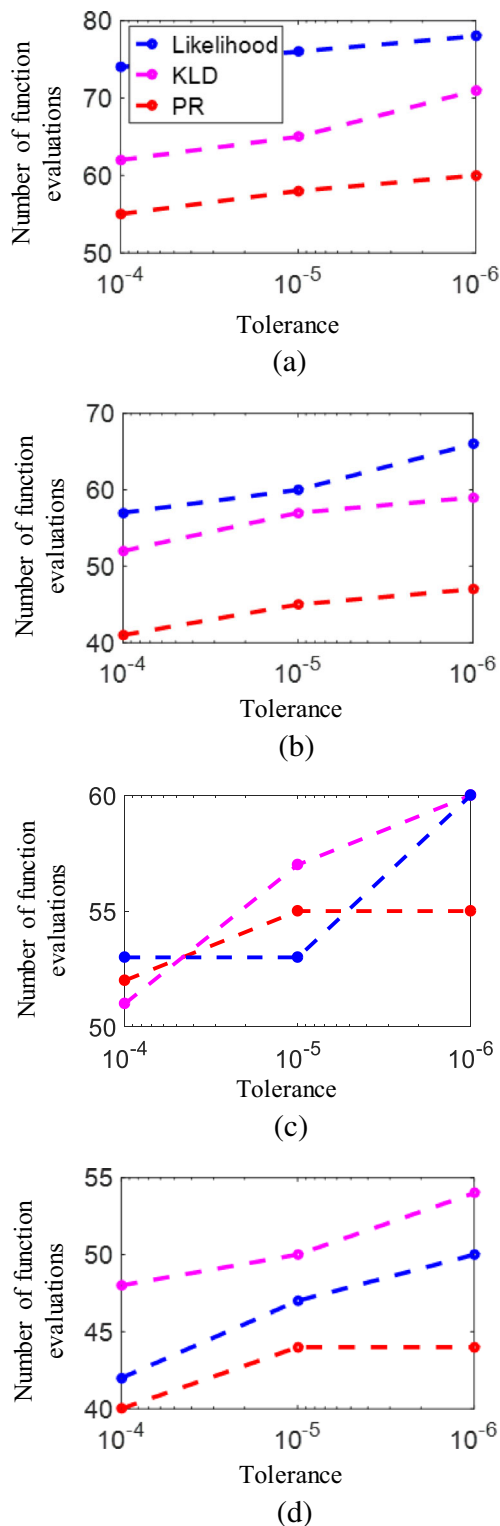 80
Likelihood
KLD
PR
70
60
50
Number of function
evaluations
10^-4
10^-5
10^-6
Tolerance
(a)
70
60
50
40
Number of function
evaluations
10^-4
10^-5
10^-6
Tolerance
(b)
60
55
50
Number of function
evaluations
10^-4
10^-5
10^-6
Tolerance
(c)
55
50
45
40
Number of function
evaluations
10^-4
10^-5
10^-6
Tolerance
(d)